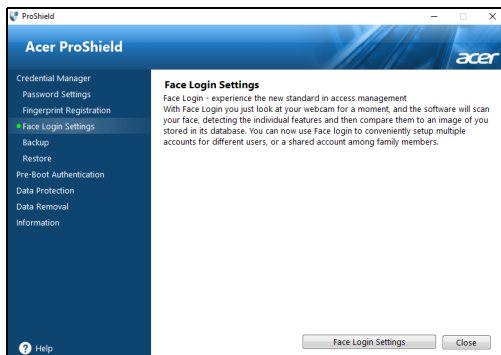 ProShield
Acer ProShield
acer
Credential Manager
Password Settings
Fingerprint Registration
Face Login Settings
Backup
Restore
Pre-Boot Authentication
Data Protection
Data Removal
Information
Help
Face Login Settings
Face Login - experience the new standard in access management
With Face Login you just look at your webcam for a moment, and the software will scan
your face, detecting the individual features and then compare them to an image of you
stored in its database. You can now use Face login to conveniently setup multiple
accounts for different users, or a shared account among family members.
Face Login Settings
Close